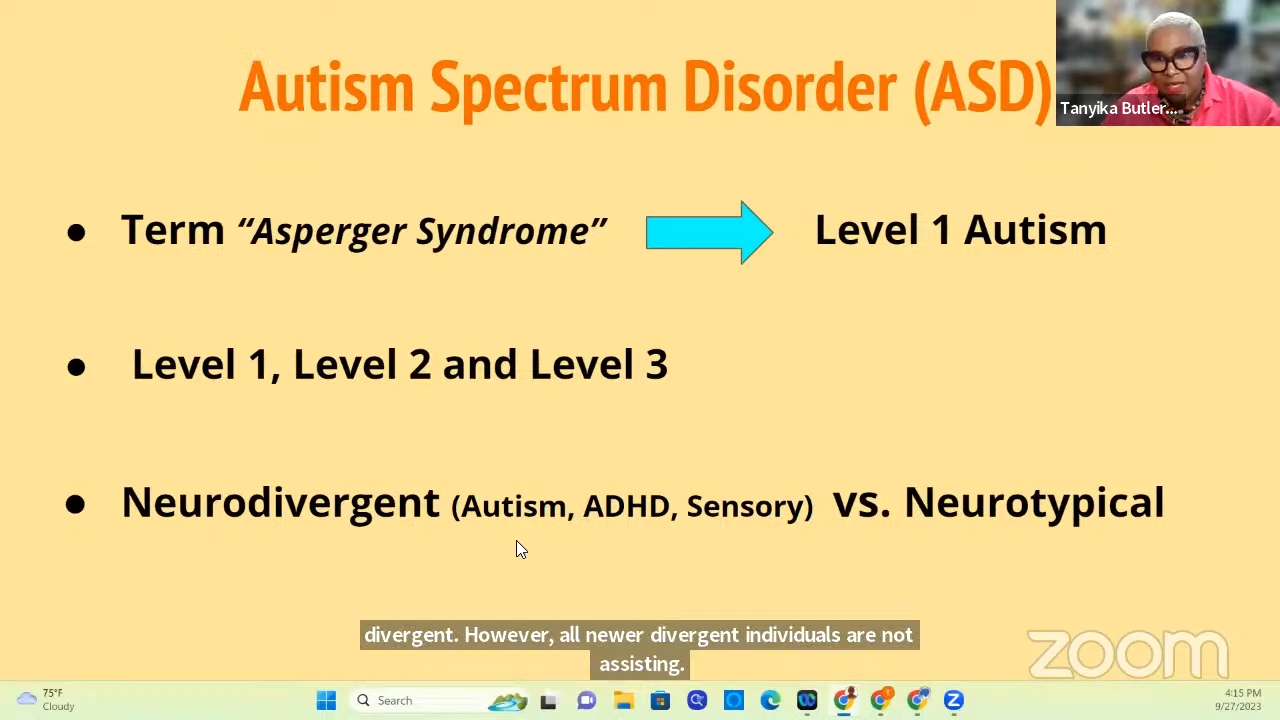 Autism Spectrum Disorder (ASD)
Tanyika Butler...
● Term “Asperger Syndrome” Level 1 Autism
● Level 1, Level 2 and Level 3
● Neurodivergent (Autism, ADHD, Sensory) vs. Neurotypical
divergent. However, all newer divergent individuals are not
assisting.
zoom
75°F
Cloudy
Search
4:15 PM
9/27/2023